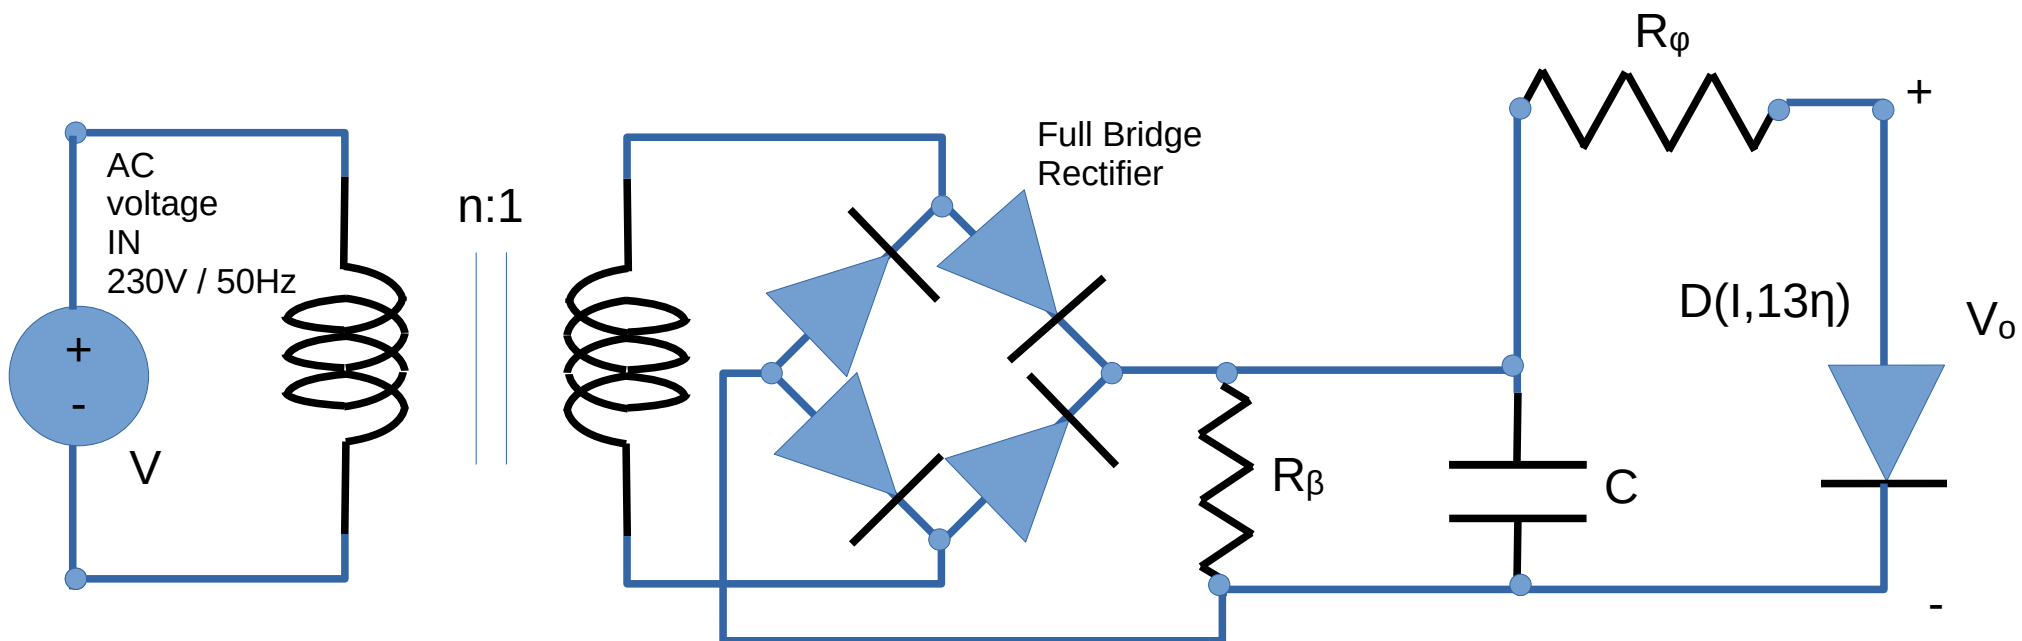 AC
voltage
IN
230V / 50Hz
+
-
V
n:1
Full Bridge
Rectifier
Rβ
C
Rφ
+
D(I,13η)
Vo
-